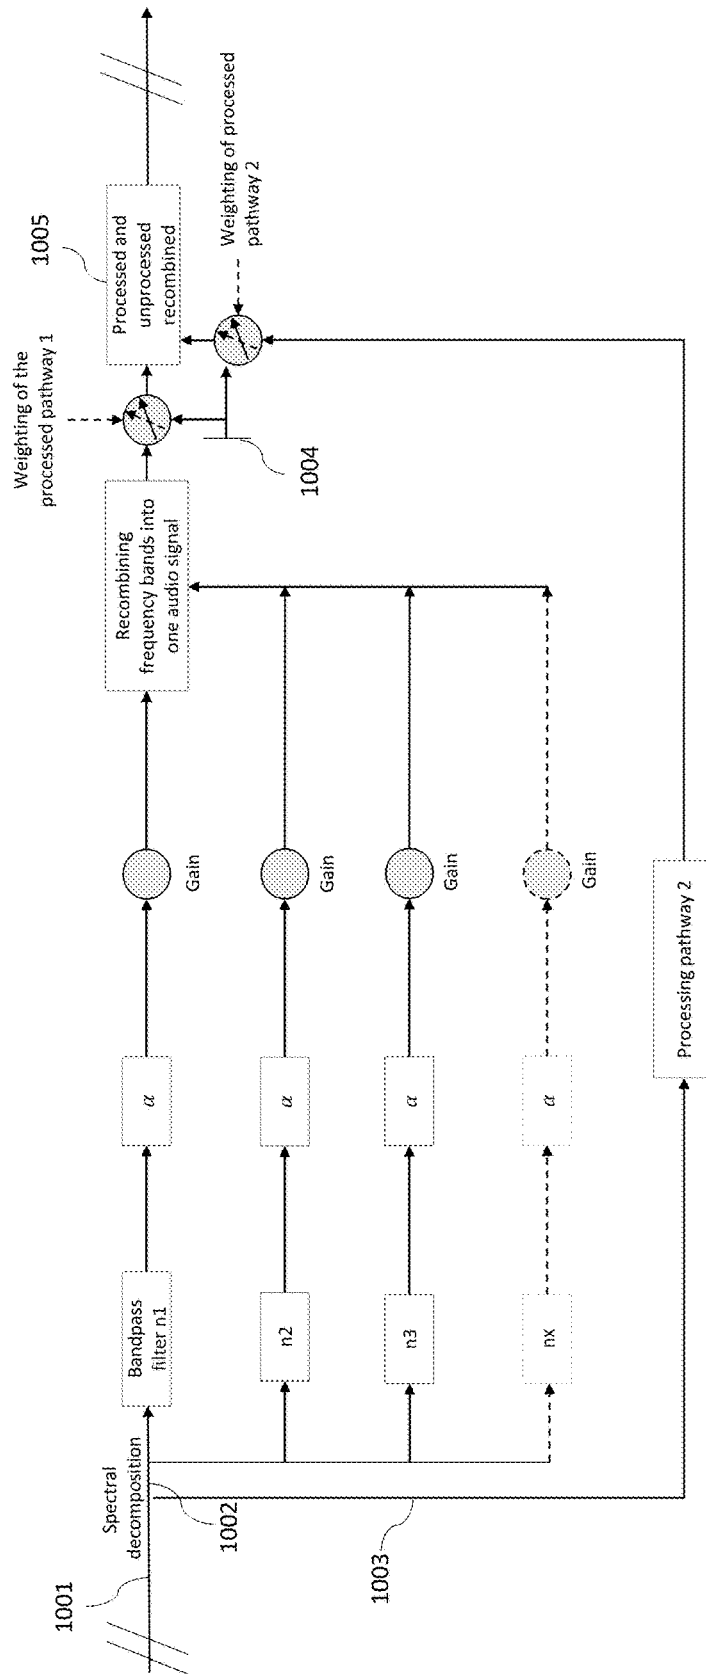 1001
Spectral
decomposition
1002
1003
Bandpass
filter n1
n2
n3
nx
α
α
α
α
Gain
Gain
Gain
Gain
Recombining
frequency bands into
one audio signal
Processing pathway 2
Weighting of the
processed pathway 1
1004
Weighting of processed
pathway 2
1005
Processed and
unprocessed
recombined